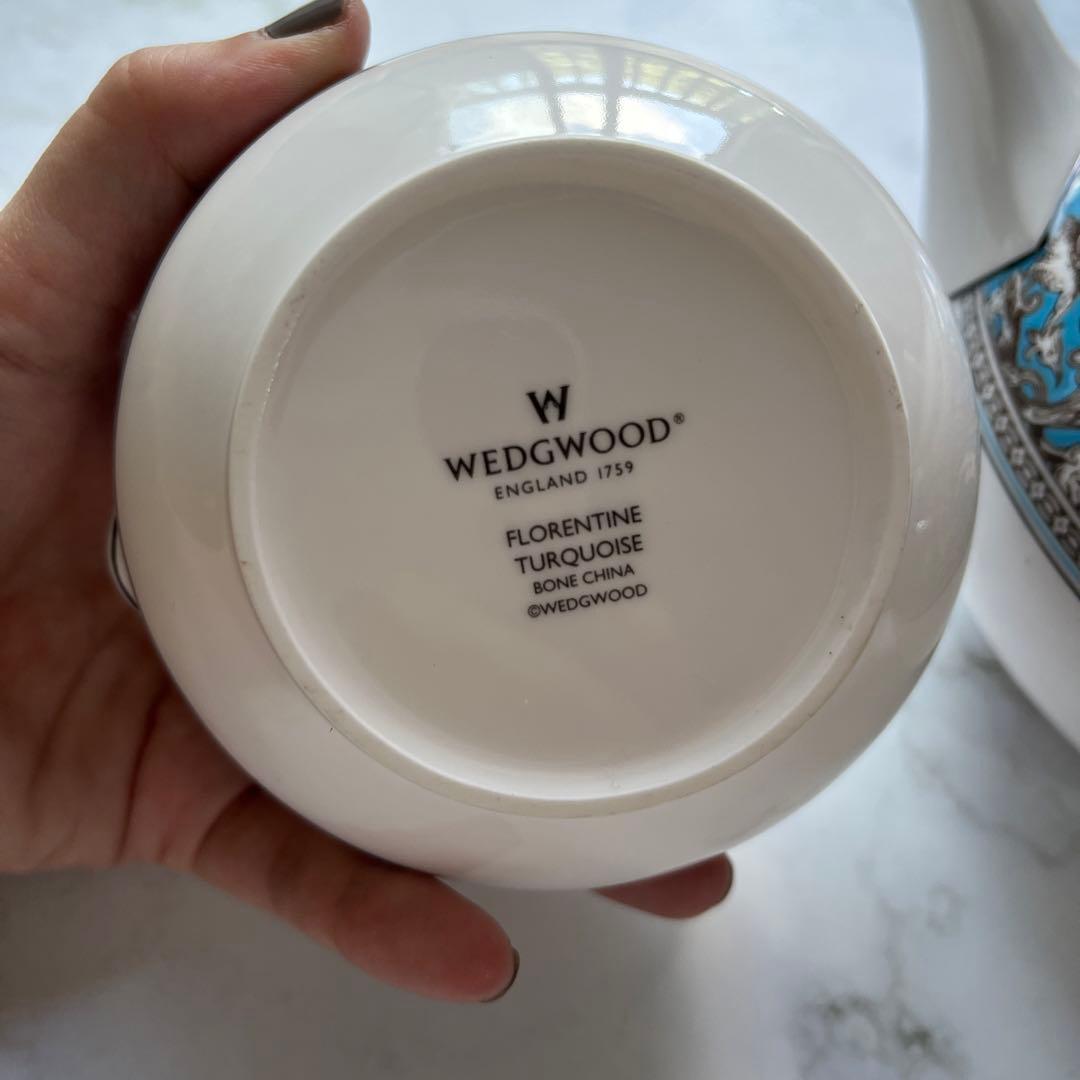 W
WEDGWOOD®
ENGLAND 1759
FLORENTINE
TURQUOISE
BONE CHINA
©WEDGWOOD